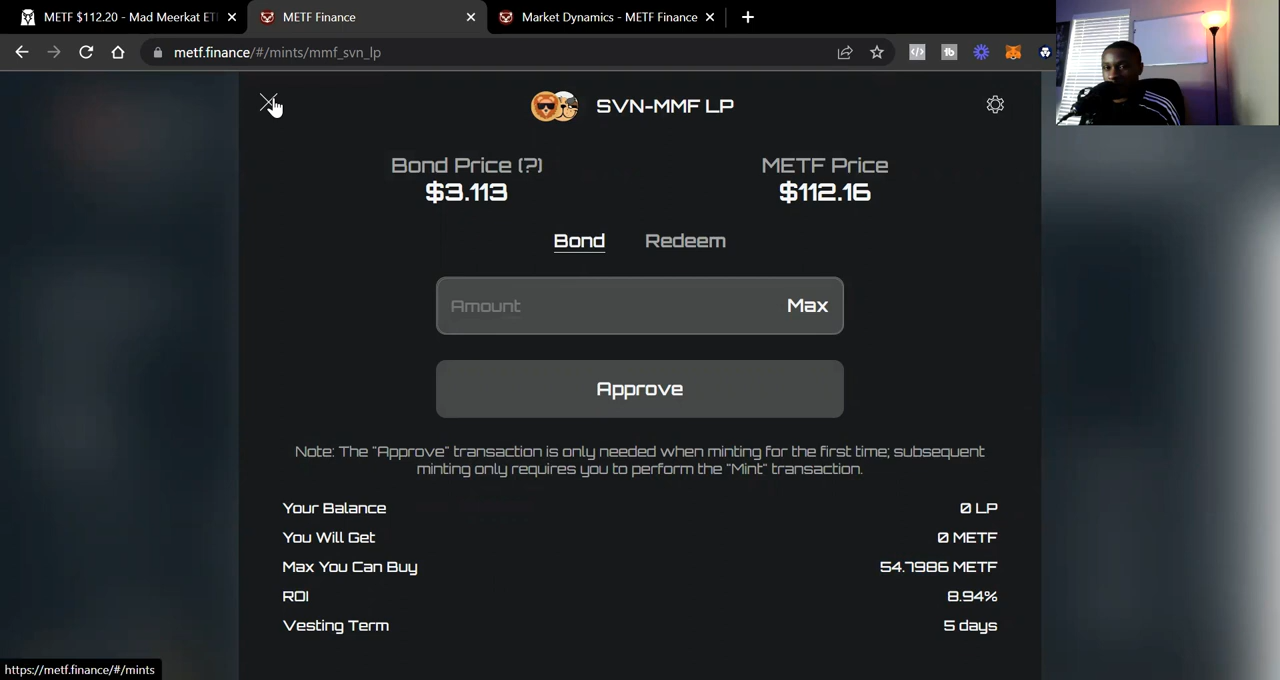 METF $112.20 - Mad Meerkat ETF
METF Finance
Market Dynamics - METF Finance
metf.finance/#/mints/mmf_svn_lp
tb
SVN-MMF LP
Bond Price (?)
$3.113
METF Price
$112.16
Bond
Redeem
Amount
Max
Approve
Note: The "Approve" transaction is only needed when minting for the first time; subsequent
minting only requires you to perform the "Mint" transaction.
Your Balance
0 LP
You Will Get
0 METF
Max You Can Buy
54.7986 METF
ROI
8.94%
Vesting Term
5 days
https://metf.finance/#/mints